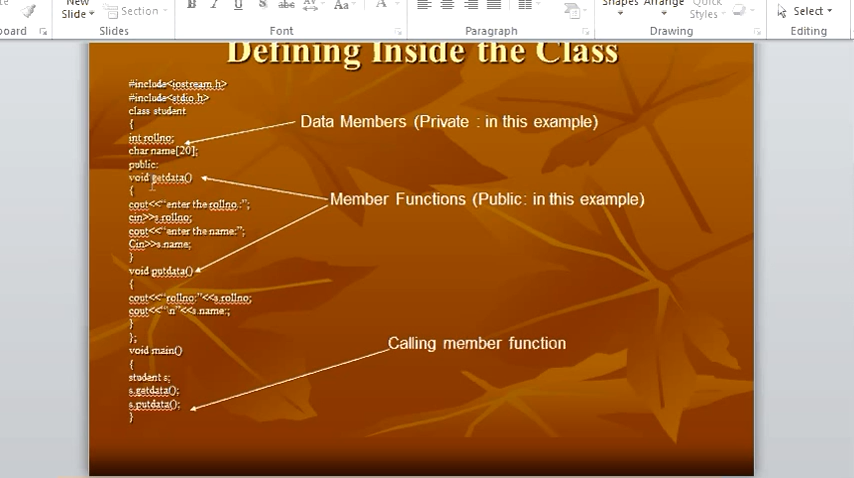 New
Slide
Section
board
Slides
Font
Paragraph
Shapes Arrange
Quick
Styles
Drawing
Select
Editing
Defining Inside the Class
#include<iostream.h>
#include<stdio.h>
class student
{
int rollno;
char name[20];
public:
void getdata()
{
cout<<"enter the rollno :";
cin>>s.rollno;
cout<<"enter the name:";
Cin>>s.name;
}
void putdata()
{
cout<<"rollno:"<<s.rollno;
cout<<"\n"<<s.name:;
}
};
void main()
{
student s;
s.getdata();
s.putdata();
}
Data Members (Private : in this example)
Member Functions (Public: in this example)
Calling member function